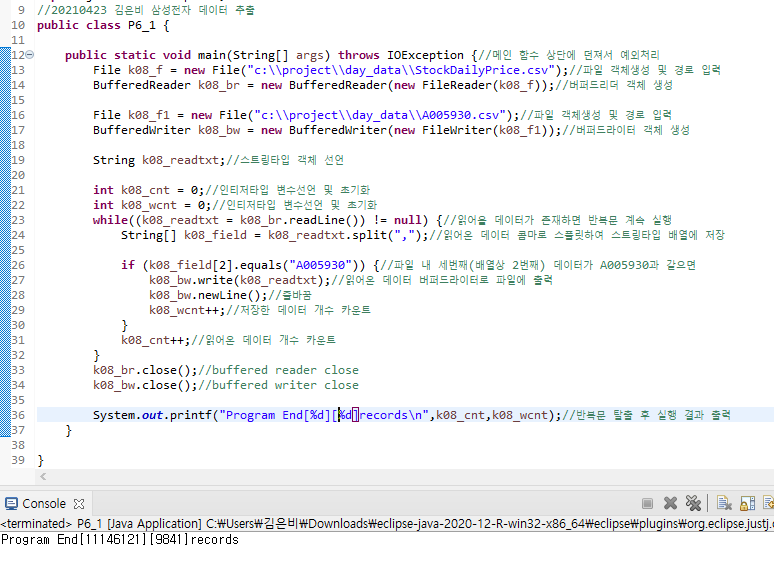 9 //20210423 김은비 삼성전자 데이터 추출
10 public class P6_1 {
11
12 public static void main(String[] args) throws IOException {//메인 함수 상단에 먼저서 예외처리
13 File k08_f = new File("c:\\project\\day_data\\StockDailyPrice.csv");//파일 객체생성 및 경로 입력
14 BufferedReader k08_br = new BufferedReader(new FileReader(k08_f));//버퍼드리더 객체 생성
15
16 File k08_f1 = new File("c:\\project\\day_data\\A005930.csv");//파일 객체생성 및 경로 입력
17 BufferedWriter k08_bw = new BufferedWriter(new FileWriter(k08_f1));//버퍼드라이터 객체 생성
18
19 String k08_readtxt;//스트링타입 객체 선언
20
21 int k08_cnt = 0;//인티저타입 변수선언 및 초기화
22 int k08_wcnt = 0;//인티저타입 변수선언 및 초기화
23 while((k08_readtxt = k08_br.readLine()) != null) {//읽어올 데이터가 존재하면 반복문 계속 실행
24 String[] k08_field = k08_readtxt.split(",");//읽어온 데이터 콤마로 스플릿하여 스트링타입 배열에 저장
25
26 if (k08_field[2].equals("A005930")) {//파일 내 세번째(배열상 2번째) 데이터가 A005930과 같으면
27 k08_bw.write(k08_readtxt);//읽어온 데이터 버퍼드라이터로 파일에 출력
28 k08_bw.newLine();//줄바꿈
29 k08_wcnt++;//저장한 데이터 개수 카운트
30 }
31 k08_cnt++;//읽어온 데이터 개수 카운트
32 }
33 k08_br.close();//buffered reader close
34 k08_bw.close();//buffered writer close
35
36 System.out.printf("Program End[%d][%d]records\n",k08_cnt,k08_wcnt);//반복문 탈출 후 실행 결과 출력
37 }
38
39 }
Console
<terminated> P6_1 [Java Application] C:₩Users₩김은비₩Downloads₩eclipse-java-2020-12-R-win32-x86_64₩eclipse₩plugins₩org.eclipse.justj.
Program End[11146121][9841]records